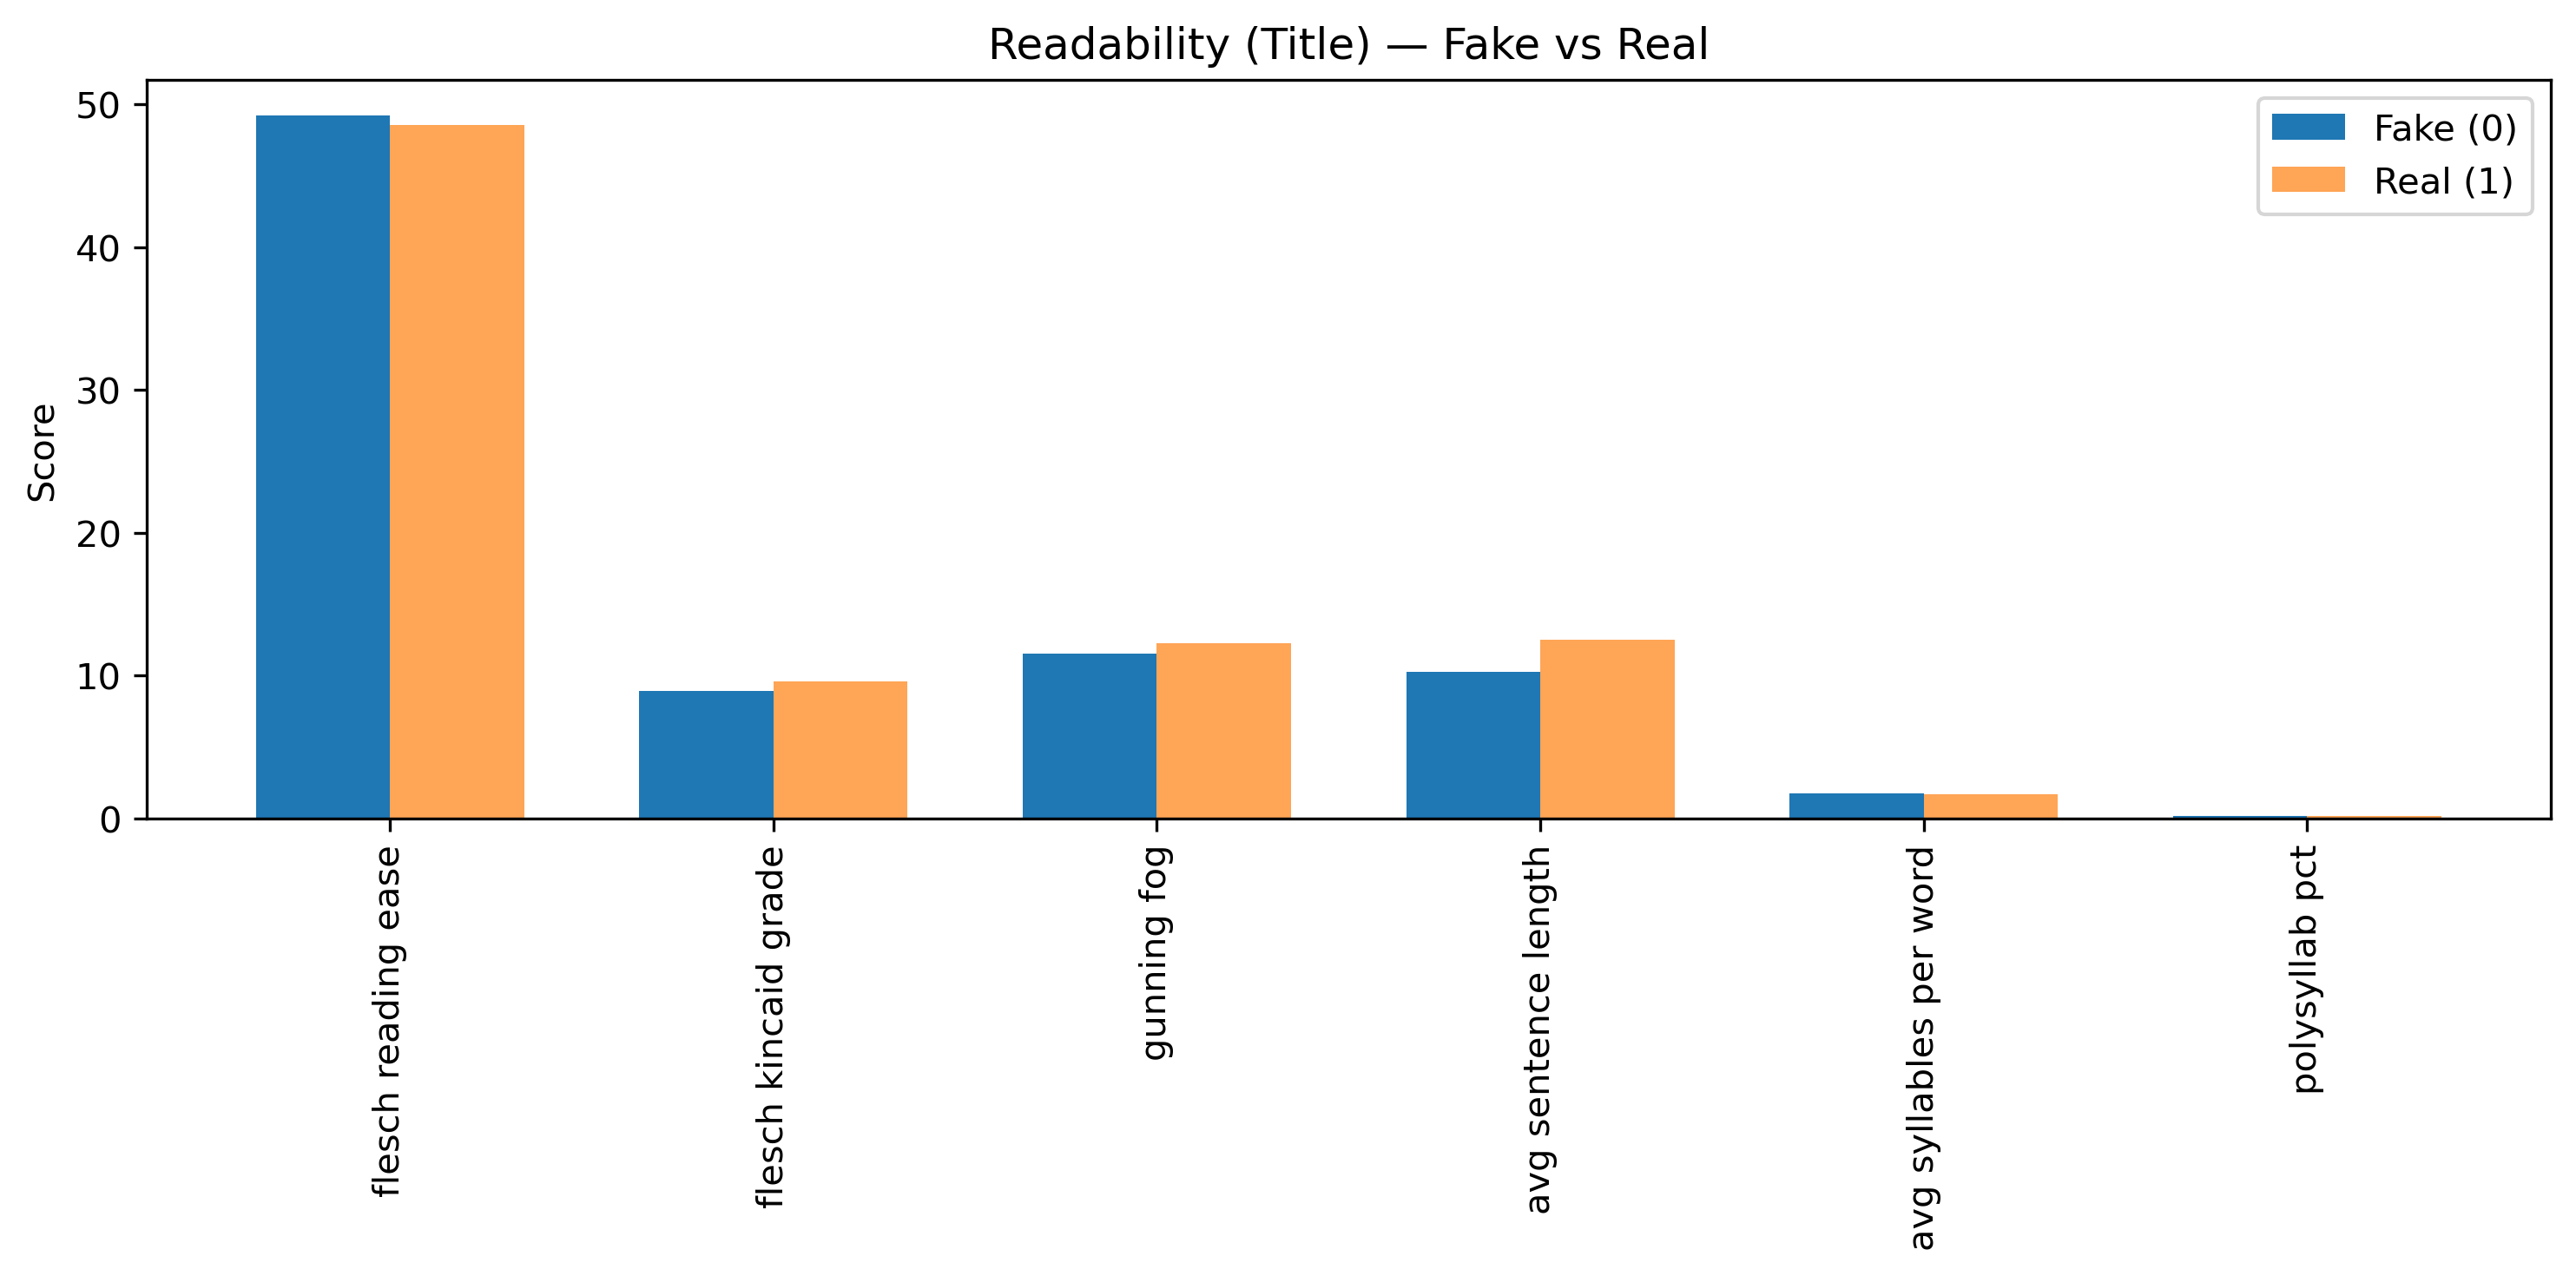 Readability (Title) — Fake vs Real
Fake (0)
Real (1)
Score
50
40
30
20
10
0
flesch reading ease
flesch kincaid grade
gunning fog
avg sentence length
avg syllables per word
polysyllab pct